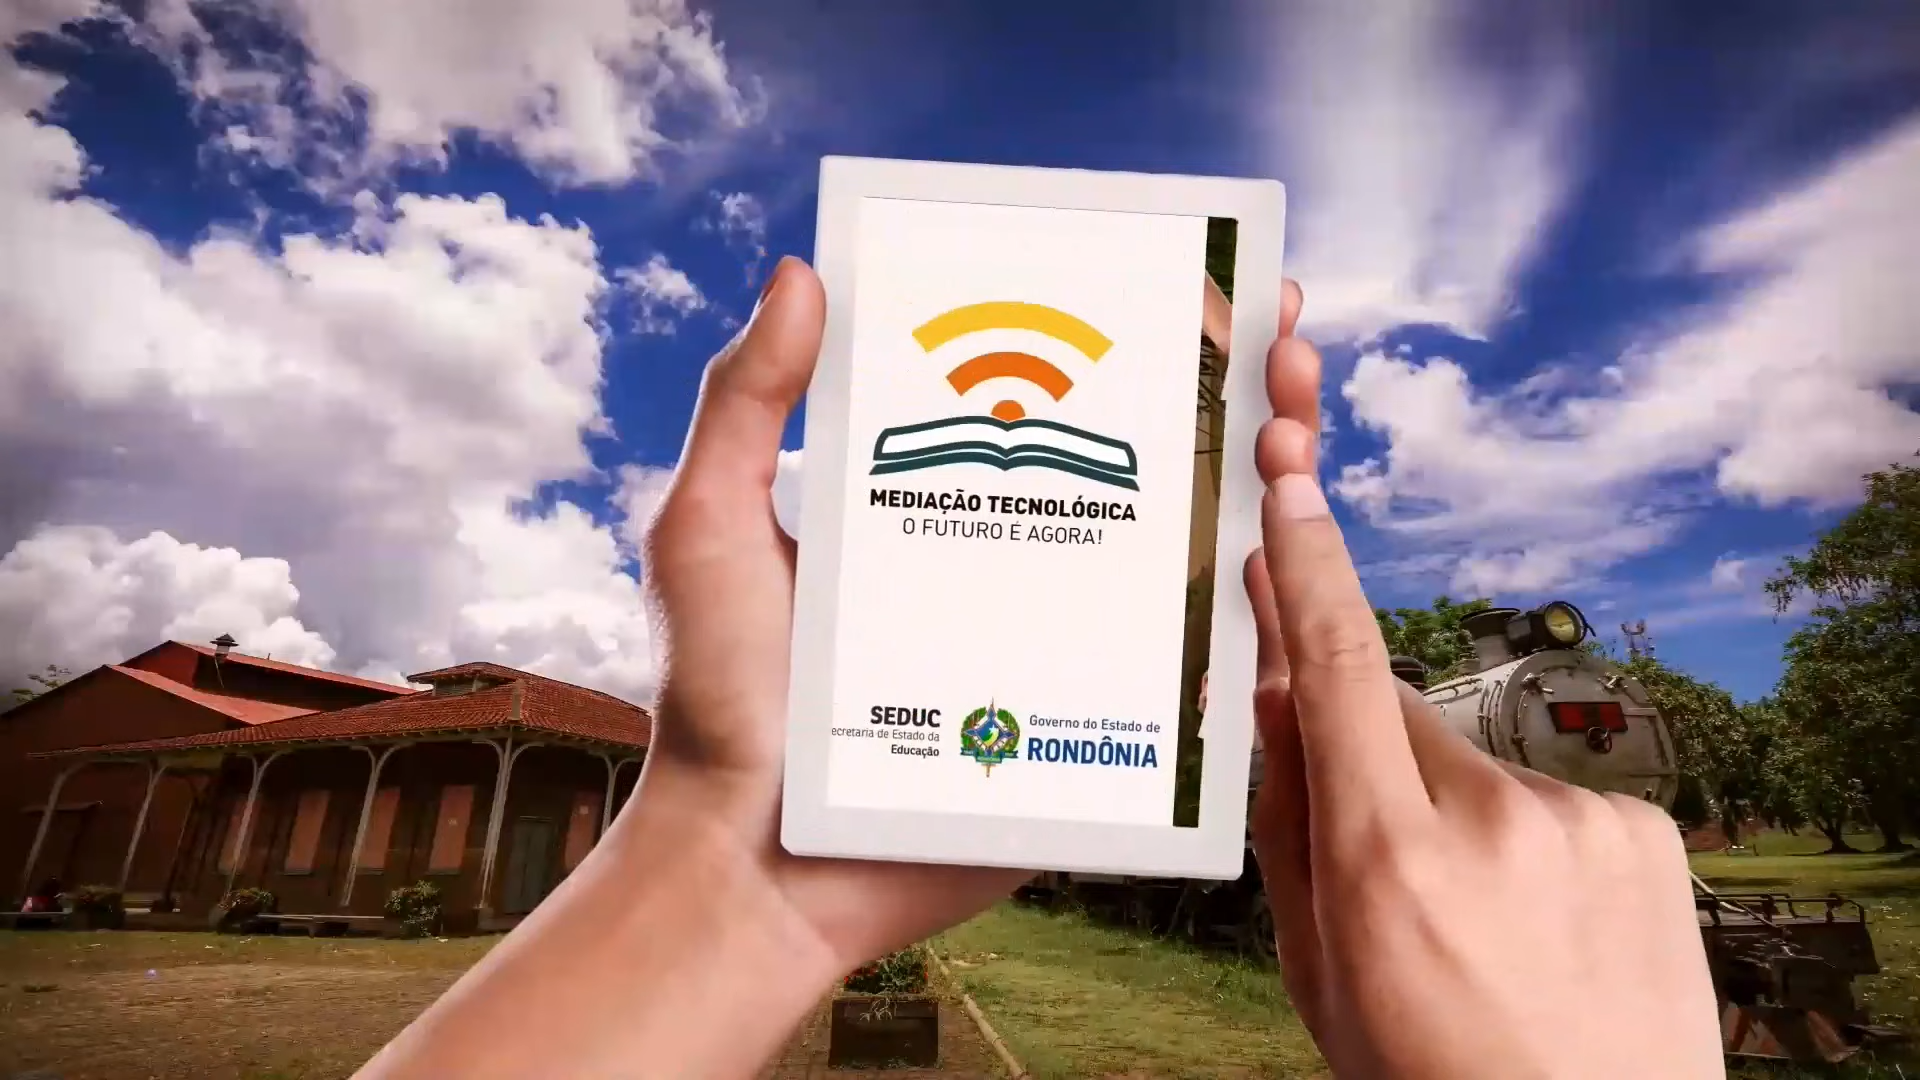 MEDIAÇÃO TECNOLÓGICA
O FUTURO É AGORA!
SEDUC
ecretaria de Estado da
Educação
Governo do Estado de
RONDÔNIA